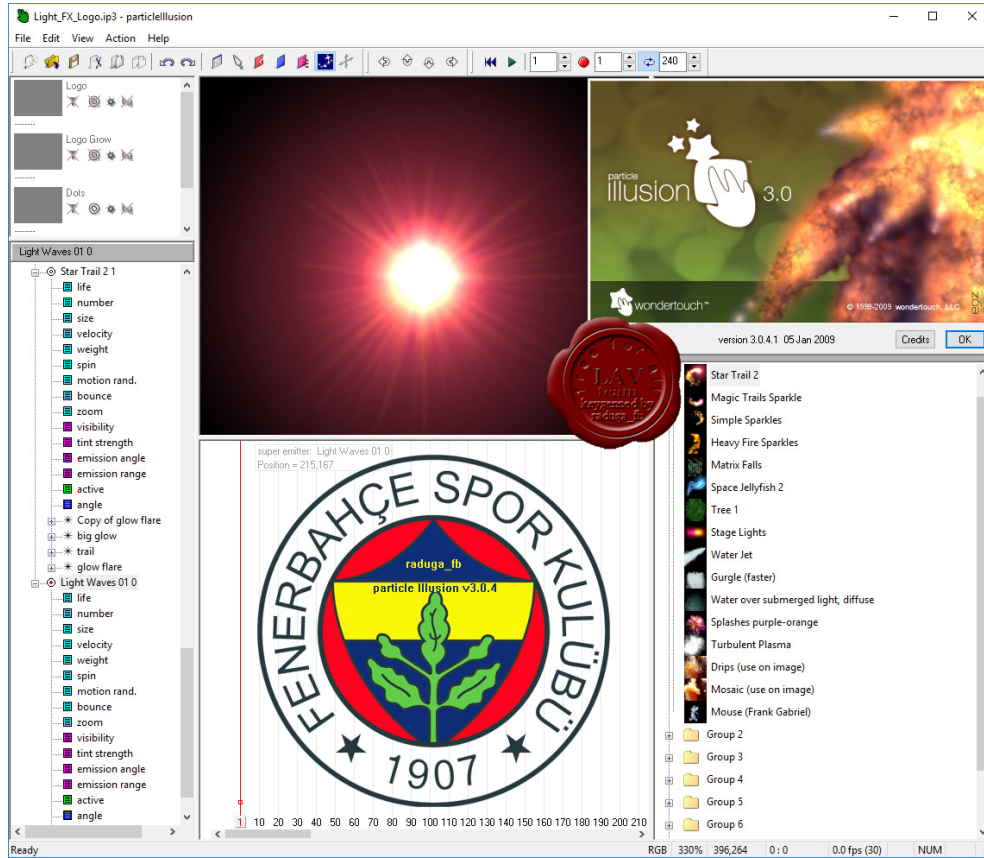 Light_FX_Logo.ip3 - particleIllusion
File Edit View Action Help
1 1 240
Logo
--------
Logo Grow
--------
Dots
--------
particle
illusion 3.0
wondertouch™
© 1999-2009 wondertouch, LLC
egz
version 3.0.4.1 05 Jan 2009 Credits OK
free for all
LAV
team
keygenned by
raduga_fb
Light Waves 01 0
Star Trail 2 1
life
number
size
velocity
weight
spin
motion rand.
bounce
zoom
visibility
tint strength
emission angle
emission range
active
angle
Copy of glow flare
big glow
trail
glow flare
Light Waves 01 0
life
number
size
velocity
weight
spin
motion rand.
bounce
zoom
visibility
tint strength
emission angle
emission range
active
angle
super emitter: Light Waves 01 0
Position = 215,167
FENERBAHÇE SPOR KULÜBÜ
raduga_fb
particle Illusion v3.0.4
1907
1 10 20 30 40 50 60 70 80 90 100 110 120 130 140 150 160 170 180 190 200 210
Star Trail 2
Magic Trails Sparkle
Simple Sparkles
Heavy Fire Sparkles
Matrix Falls
Space Jellyfish 2
Tree 1
Stage Lights
Water Jet
Gurgle (faster)
Water over submerged light, diffuse
Splashes purple-orange
Turbulent Plasma
Drips (use on image)
Mosaic (use on image)
Mouse (Frank Gabriel)
Group 2
Group 3
Group 4
Group 5
Group 6
Ready RGB 330% 396,264 0 : 0 0.0 fps (30) NUM